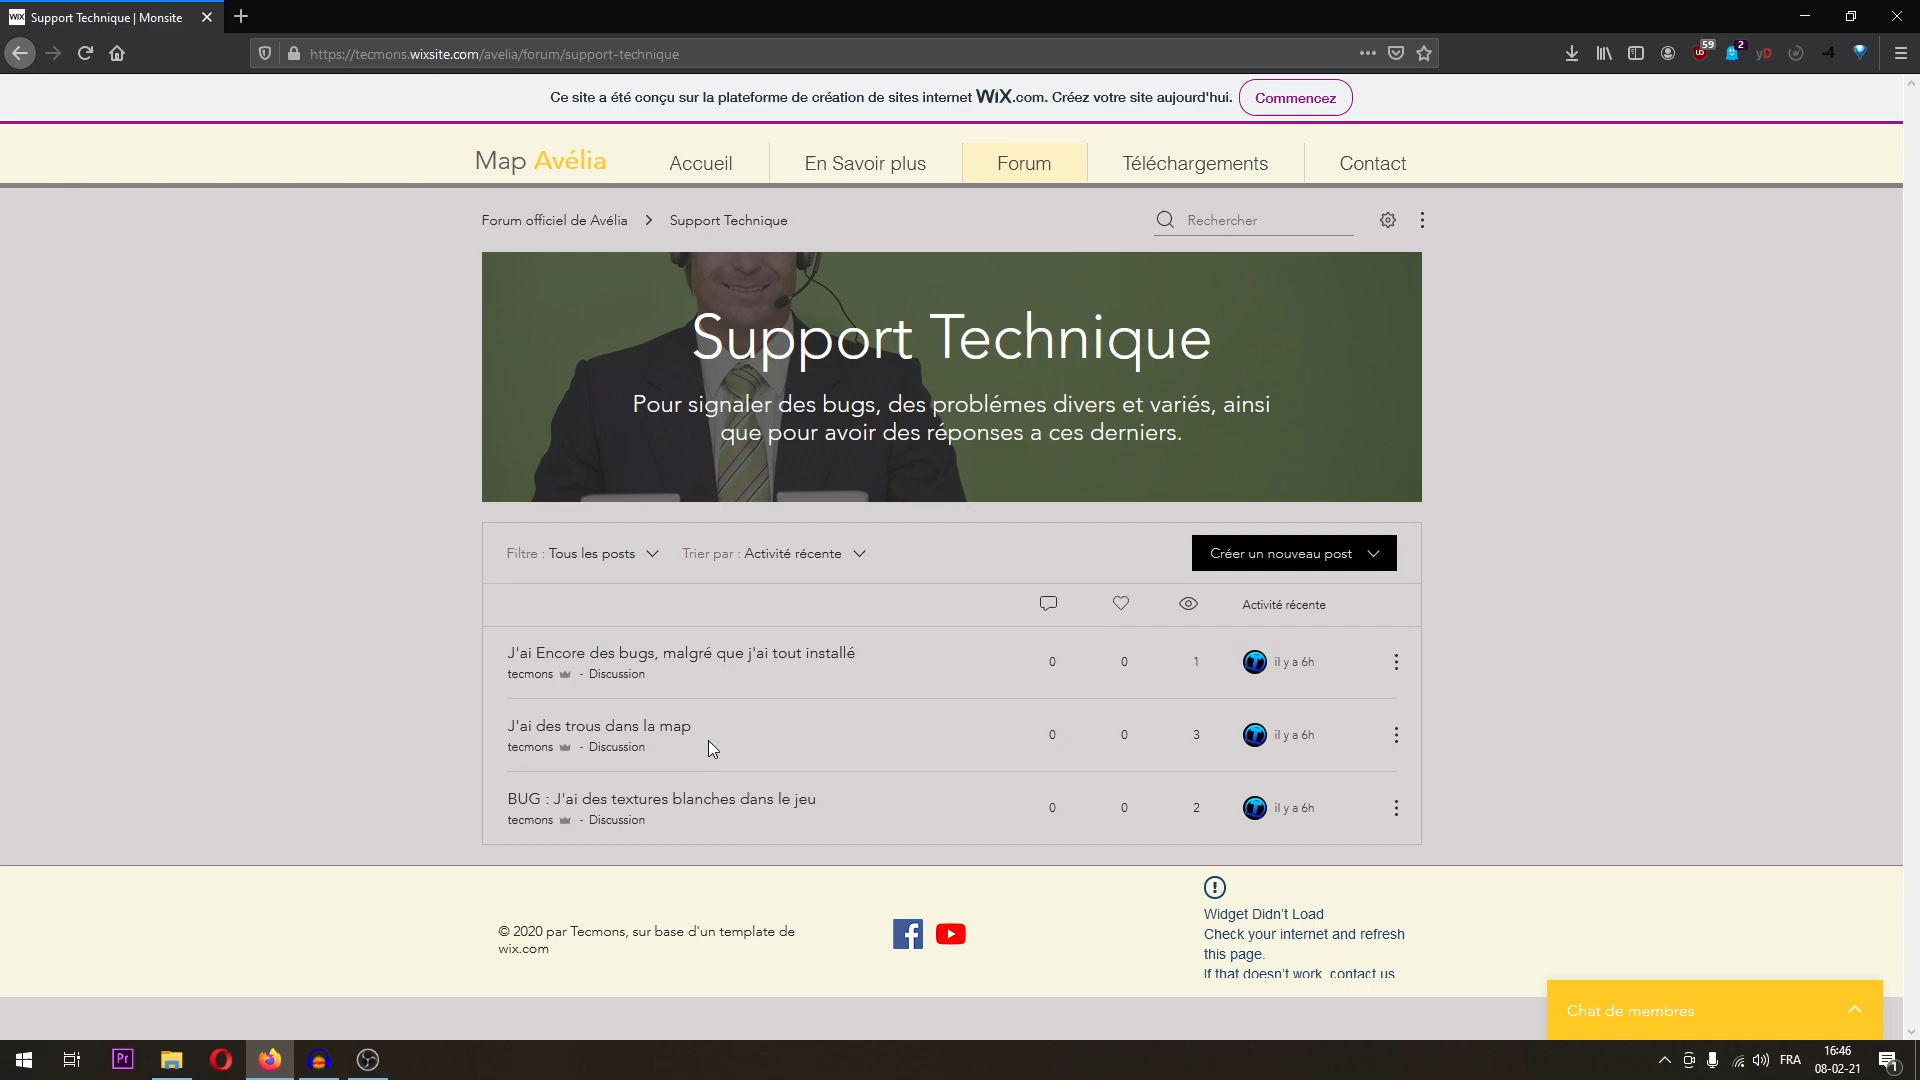 Support Technique | Monsite
https://tecmons.wixsite.com/avelia/forum/support-technique
59
2
yD
-4
Ce site a été conçu sur la plateforme de création de sites internet WiX.com. Créez votre site aujourd'hui.
Commencez
Map Avélia
Accueil
En Savoir plus
Forum
Téléchargements
Contact
Forum officiel de Avélia
Support Technique
Rechercher
Support Technique
Pour signaler des bugs, des problémes divers et variés, ainsi
que pour avoir des réponses a ces derniers.
Filtre : Tous les posts
Trier par : Activité récente
Créer un nouveau post
Activité récente
J'ai Encore des bugs, malgré que j'ai tout installé
tecmons - Discussion
0
0
1
il y a 6h
J'ai des trous dans la map
tecmons - Discussion
0
0
3
il y a 6h
BUG : J'ai des textures blanches dans le jeu
tecmons - Discussion
0
0
2
il y a 6h
© 2020 par Tecmons, sur base d'un template de
wix.com
Widget Didn't Load
Check your internet and refresh
this page.
If that doesn't work, contact us
Chat de membres
Pr
FRA
16:46
08-02-21
1